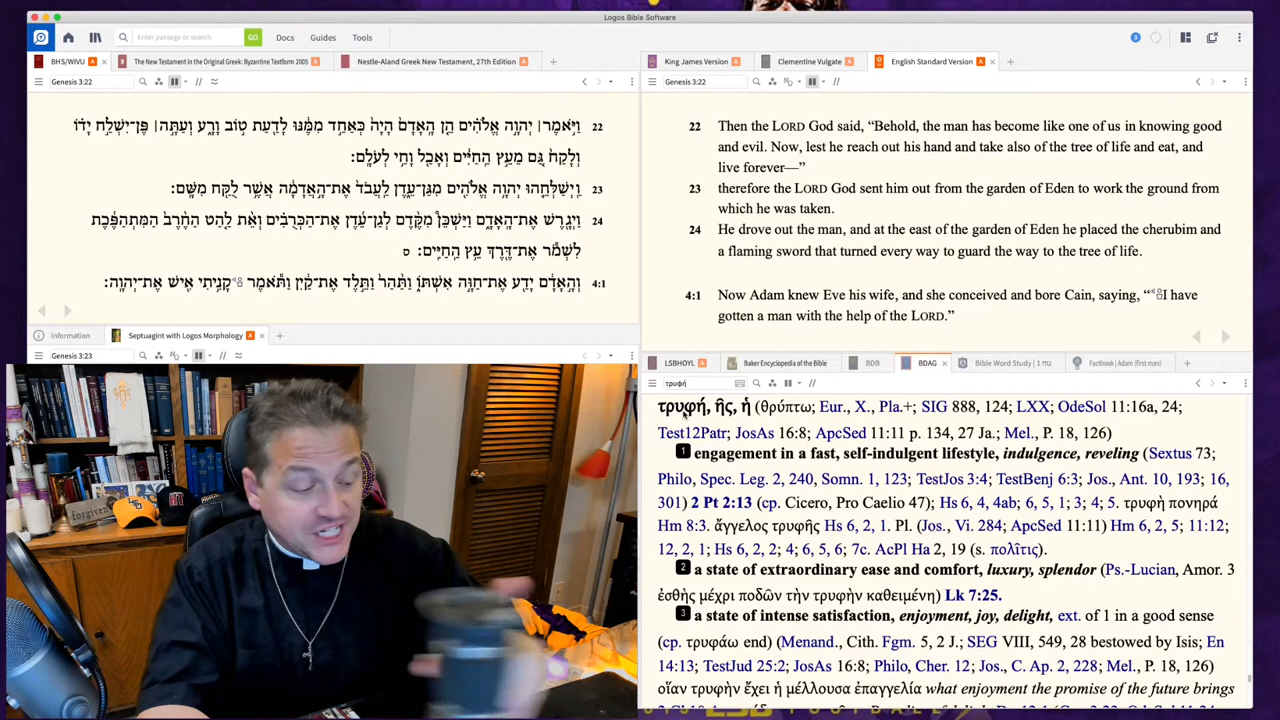 Logos Bible Software
Enter passage or search
GO
Docs
Guides
Tools
3
BHS/WIVU A
The New Testament in the Original Greek: Byzantine Textform 2005 A
Nestle-Aland Greek New Testament, 27th Edition A
Genesis 3:22
22 וַיֹּ֣אמֶר׀ יְהוָ֣ה אֱלֹהִ֗ים הֵ֤ן הָֽאָדָם֙ הָיָה֙ כְּאַחַ֣ד מִמֶּ֔נּוּ לָדַ֖עַת ט֣וֹב וָרָ֑ע וְעַתָּ֣ה׀ פֶּן־יִשְׁלַ֣ח יָד֗וֹ
וְלָקַח֙ גַּ֚ם מֵעֵ֣ץ הַֽחַיִּ֔ים וְאָכַ֖ל וָחַ֥י לְעֹלָֽם׃
23 וַֽיְשַׁלְּחֵ֛הוּ יְהוָ֥ה אֱלֹהִ֖ים מִגַּן־עֵ֑דֶן לַֽעֲבֹד֙ אֶת־הָ֣אֲדָמָ֔ה אֲשֶׁ֥ר לֻקַּ֖ח מִשָּֽׁם׃
24 וַיְגָ֖רֶשׁ אֶת־הָֽאָדָ֑ם וַיַּשְׁכֵּן֩ מִקֶּ֨דֶם לְגַן־עֵ֜דֶן אֶת־הַכְּרֻבִ֗ים וְאֵ֨ת לַ֤הַט הַחֶ֙רֶב֙ הַמִּתְהַפֶּ֔כֶת
לִשְׁמֹ֕ר אֶת־דֶּ֖רֶךְ עֵ֥ץ הַֽחַיִּֽים׃ ס
4:1 וְהָ֣אָדָ֔ם יָדַ֖ע אֶת־חַוָּ֣ה אִשְׁתּ֑וֹ וַתַּ֙הַר֙ וַתֵּ֣לֶד אֶת־קַ֔יִן וַתֹּ֕אמֶר קָנִ֥יתִי אִ֖ישׁ אֶת־יְהוָֽה׃
Information
Septuagint with Logos Morphology A
Genesis 3:23
King James Version A
Clementine Vulgate A
English Standard Version A
Genesis 3:22
22 Then the LORD God said, “Behold, the man has become like one of us in knowing good
and evil. Now, lest he reach out his hand and take also of the tree of life and eat, and
live forever—”
23 therefore the LORD God sent him out from the garden of Eden to work the ground from
which he was taken.
24 He drove out the man, and at the east of the garden of Eden he placed the cherubim and
a flaming sword that turned every way to guard the way to the tree of life.
4:1 Now Adam knew Eve his wife, and she conceived and bore Cain, saying, “I have
gotten a man with the help of the LORD.”
LSBHOYL A
Baker Encyclopedia of the Bible
BDB
BDAG
Bible Word Study | נוח 1
Factbook | Adam (first man)
τρυφή
τρυφή, ῆς, ἡ (θρύπτω; Eur., X., Pla.+; SIG 888, 124; LXX; OdeSol 11:16a, 24;
Test12Patr; JosAs 16:8; ApcSed 11:11 p. 134, 27 Ja.; Mel., P. 18, 126)
1 engagement in a fast, self-indulgent lifestyle, indulgence, reveling (Sextus 73;
Philo, Spec. Leg. 2, 240, Somn. 1, 123; TestJos 3:4; TestBenj 6:3; Jos., Ant. 10, 193; 16,
301) 2 Pt 2:13 (cp. Cicero, Pro Caelio 47); Hs 6, 4, 4ab; 6, 5, 1; 3; 4; 5. τρυφὴ πονηρά
Hm 8:3. ἄγγελος τρυφῆς Hs 6, 2, 1. Pl. (Jos., Vi. 284; ApcSed 11:11) Hm 6, 2, 5; 11:12;
12, 2, 1; Hs 6, 2, 2; 4; 6, 5, 6; 7c. AcPl Ha 2, 19 (s. πολῖτις).
2 a state of extraordinary ease and comfort, luxury, splendor (Ps.-Lucian, Amor. 3
ἐσθὴς μέχρι ποδῶν τὴν τρυφὴν καθειμένη) Lk 7:25.
3 a state of intense satisfaction, enjoyment, joy, delight, ext. of 1 in a good sense
(cp. τρυφάω end) (Menand., Cith. Fgm. 5, 2 J.; SEG VIII, 549, 28 bestowed by Isis; En
14:13; TestJud 25:2; JosAs 16:8; Philo, Cher. 12; Jos., C. Ap. 2, 228; Mel., P. 18, 126)
οἵαν τρυφὴν ἔχει ἡ μέλλουσα ἐπαγγελία what enjoyment the promise of the future brings
Forgiven